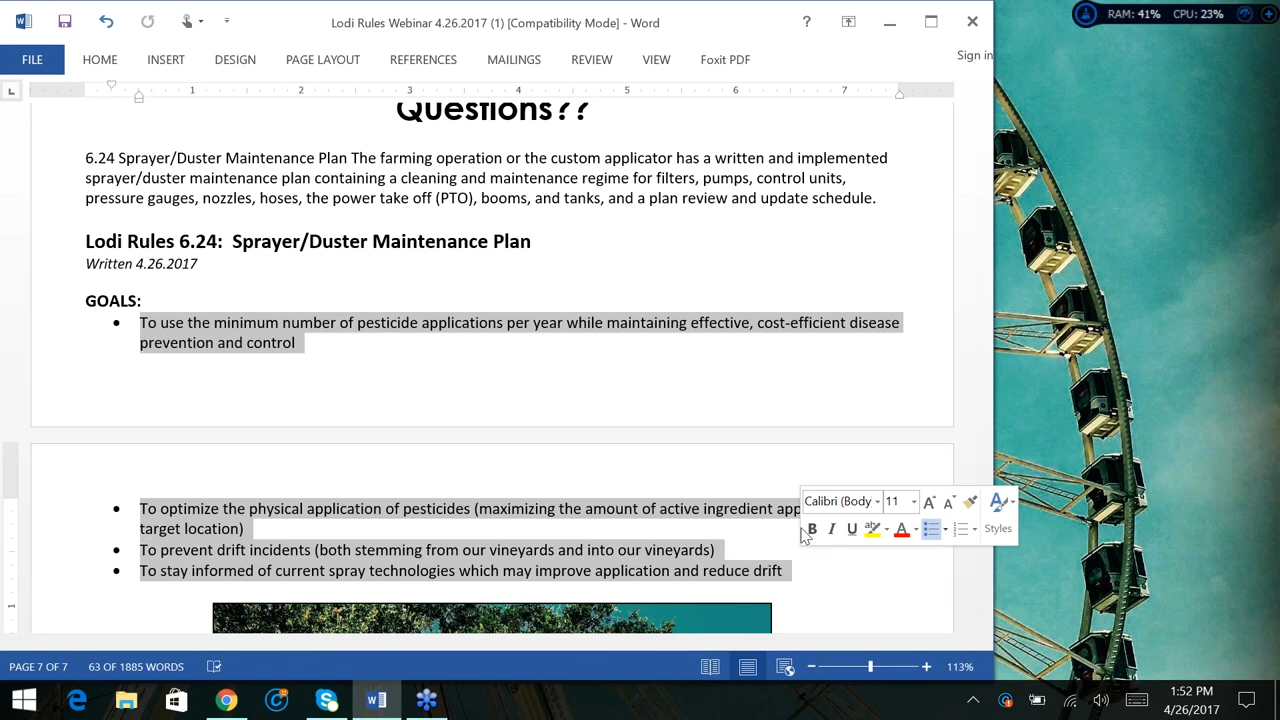 Lodi Rules Webinar 4.26.2017 (1) [Compatibility Mode] - Word
RAM: 41% CPU: 23%
FILE HOME INSERT DESIGN PAGE LAYOUT REFERENCES MAILINGS REVIEW VIEW Foxit PDF Sign in
1 2 3 4 5 6 7
Questions??
6.24 Sprayer/Duster Maintenance Plan The farming operation or the custom applicator has a written and implemented
sprayer/duster maintenance plan containing a cleaning and maintenance regime for filters, pumps, control units,
pressure gauges, nozzles, hoses, the power take off (PTO), booms, and tanks, and a plan review and update schedule.
Lodi Rules 6.24:  Sprayer/Duster Maintenance Plan
Written 4.26.2017
GOALS:
• To use the minimum number of pesticide applications per year while maintaining effective, cost-efficient disease
prevention and control
• To optimize the physical application of pesticides (maximizing the amount of active ingredient app
target location)
• To prevent drift incidents (both stemming from our vineyards and into our vineyards)
• To stay informed of current spray technologies which may improve application and reduce drift
Calibri (Body 11
B I U ab A Styles
PAGE 7 OF 7 63 OF 1885 WORDS 113%
1:52 PM
4/26/2017